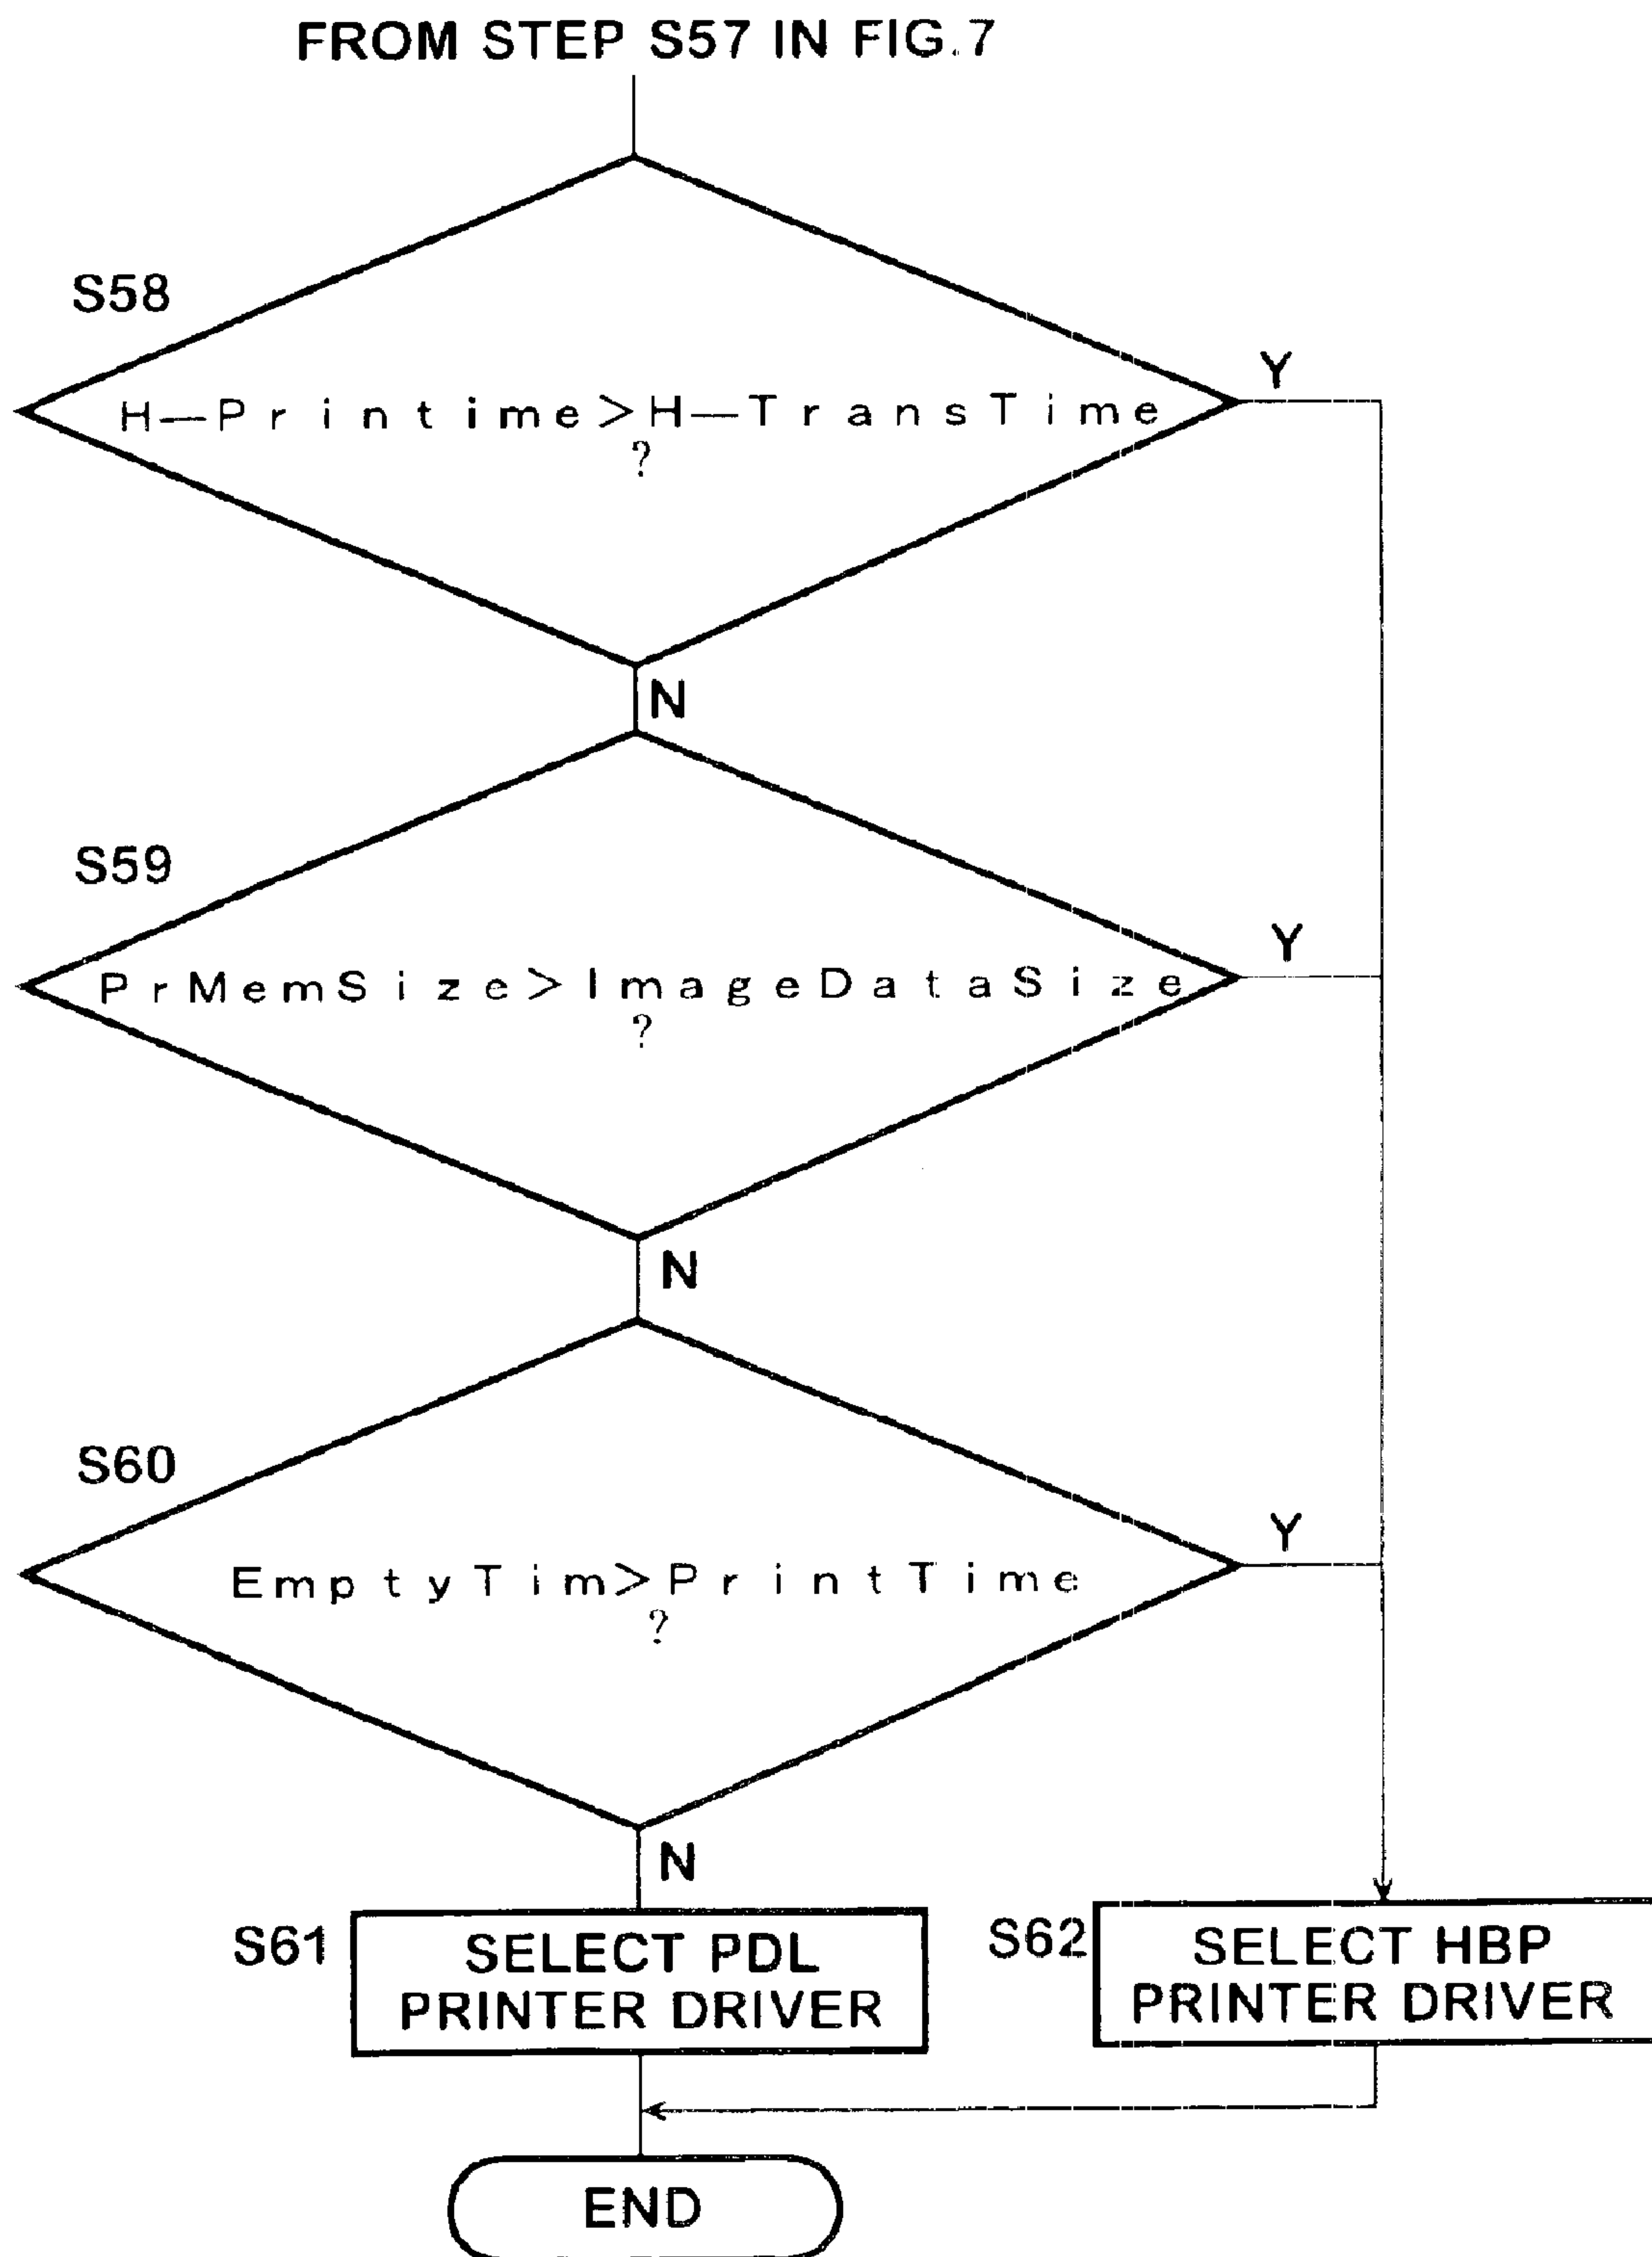 FROM STEP S57 IN FIG.7
S58
H—Printime>H—TransTime
?
Y
N
S59
PrMemSize>ImageDataSize
?
Y
N
S60
EmptyTim>PrintTime
?
Y
N
S61
SELECT PDL
PRINTER DRIVER
S62
SELECT HBP
PRINTER DRIVER
END